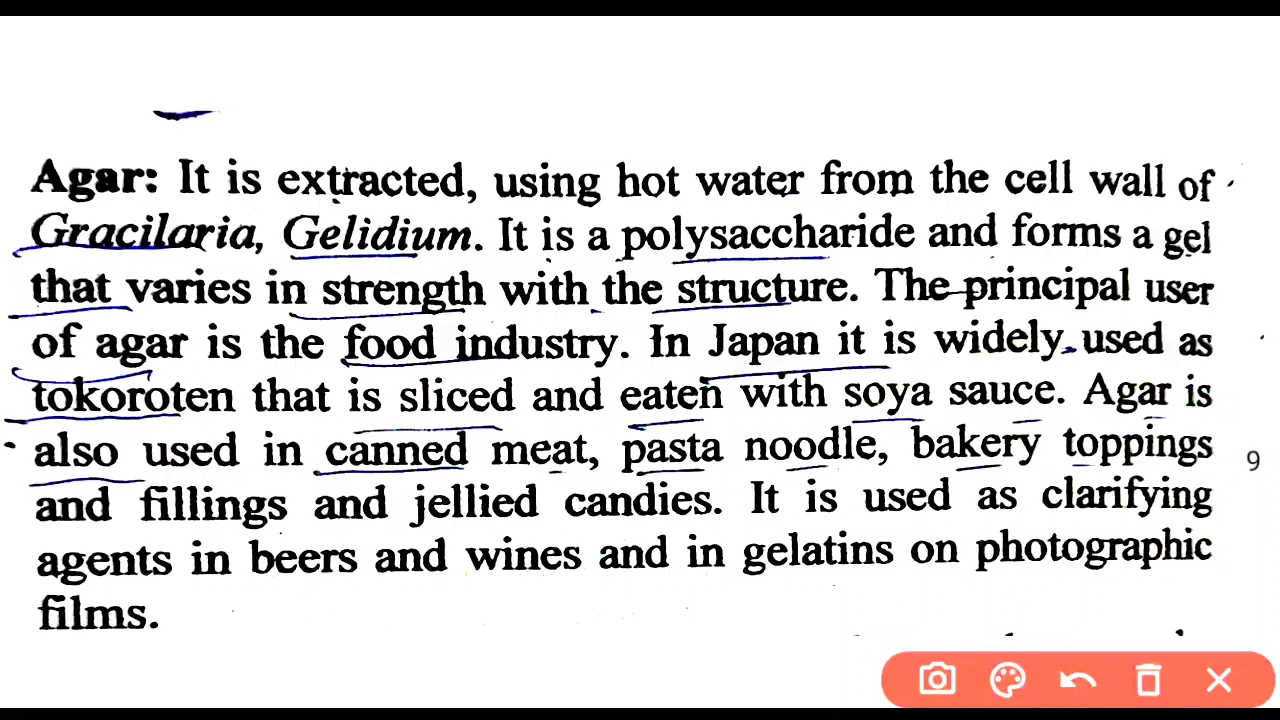 Agar: It is extracted, using hot water from the cell wall of
Gracilaria, Gelidium. It is a polysaccharide and forms a gel
that varies in strength with the structure. The principal user
of agar is the food industry. In Japan it is widely used as
tokoroten that is sliced and eaten with soya sauce. Agar is
also used in canned meat, pasta noodle, bakery toppings
and fillings and jellied candies. It is used as clarifying
agents in beers and wines and in gelatins on photographic
films.
9